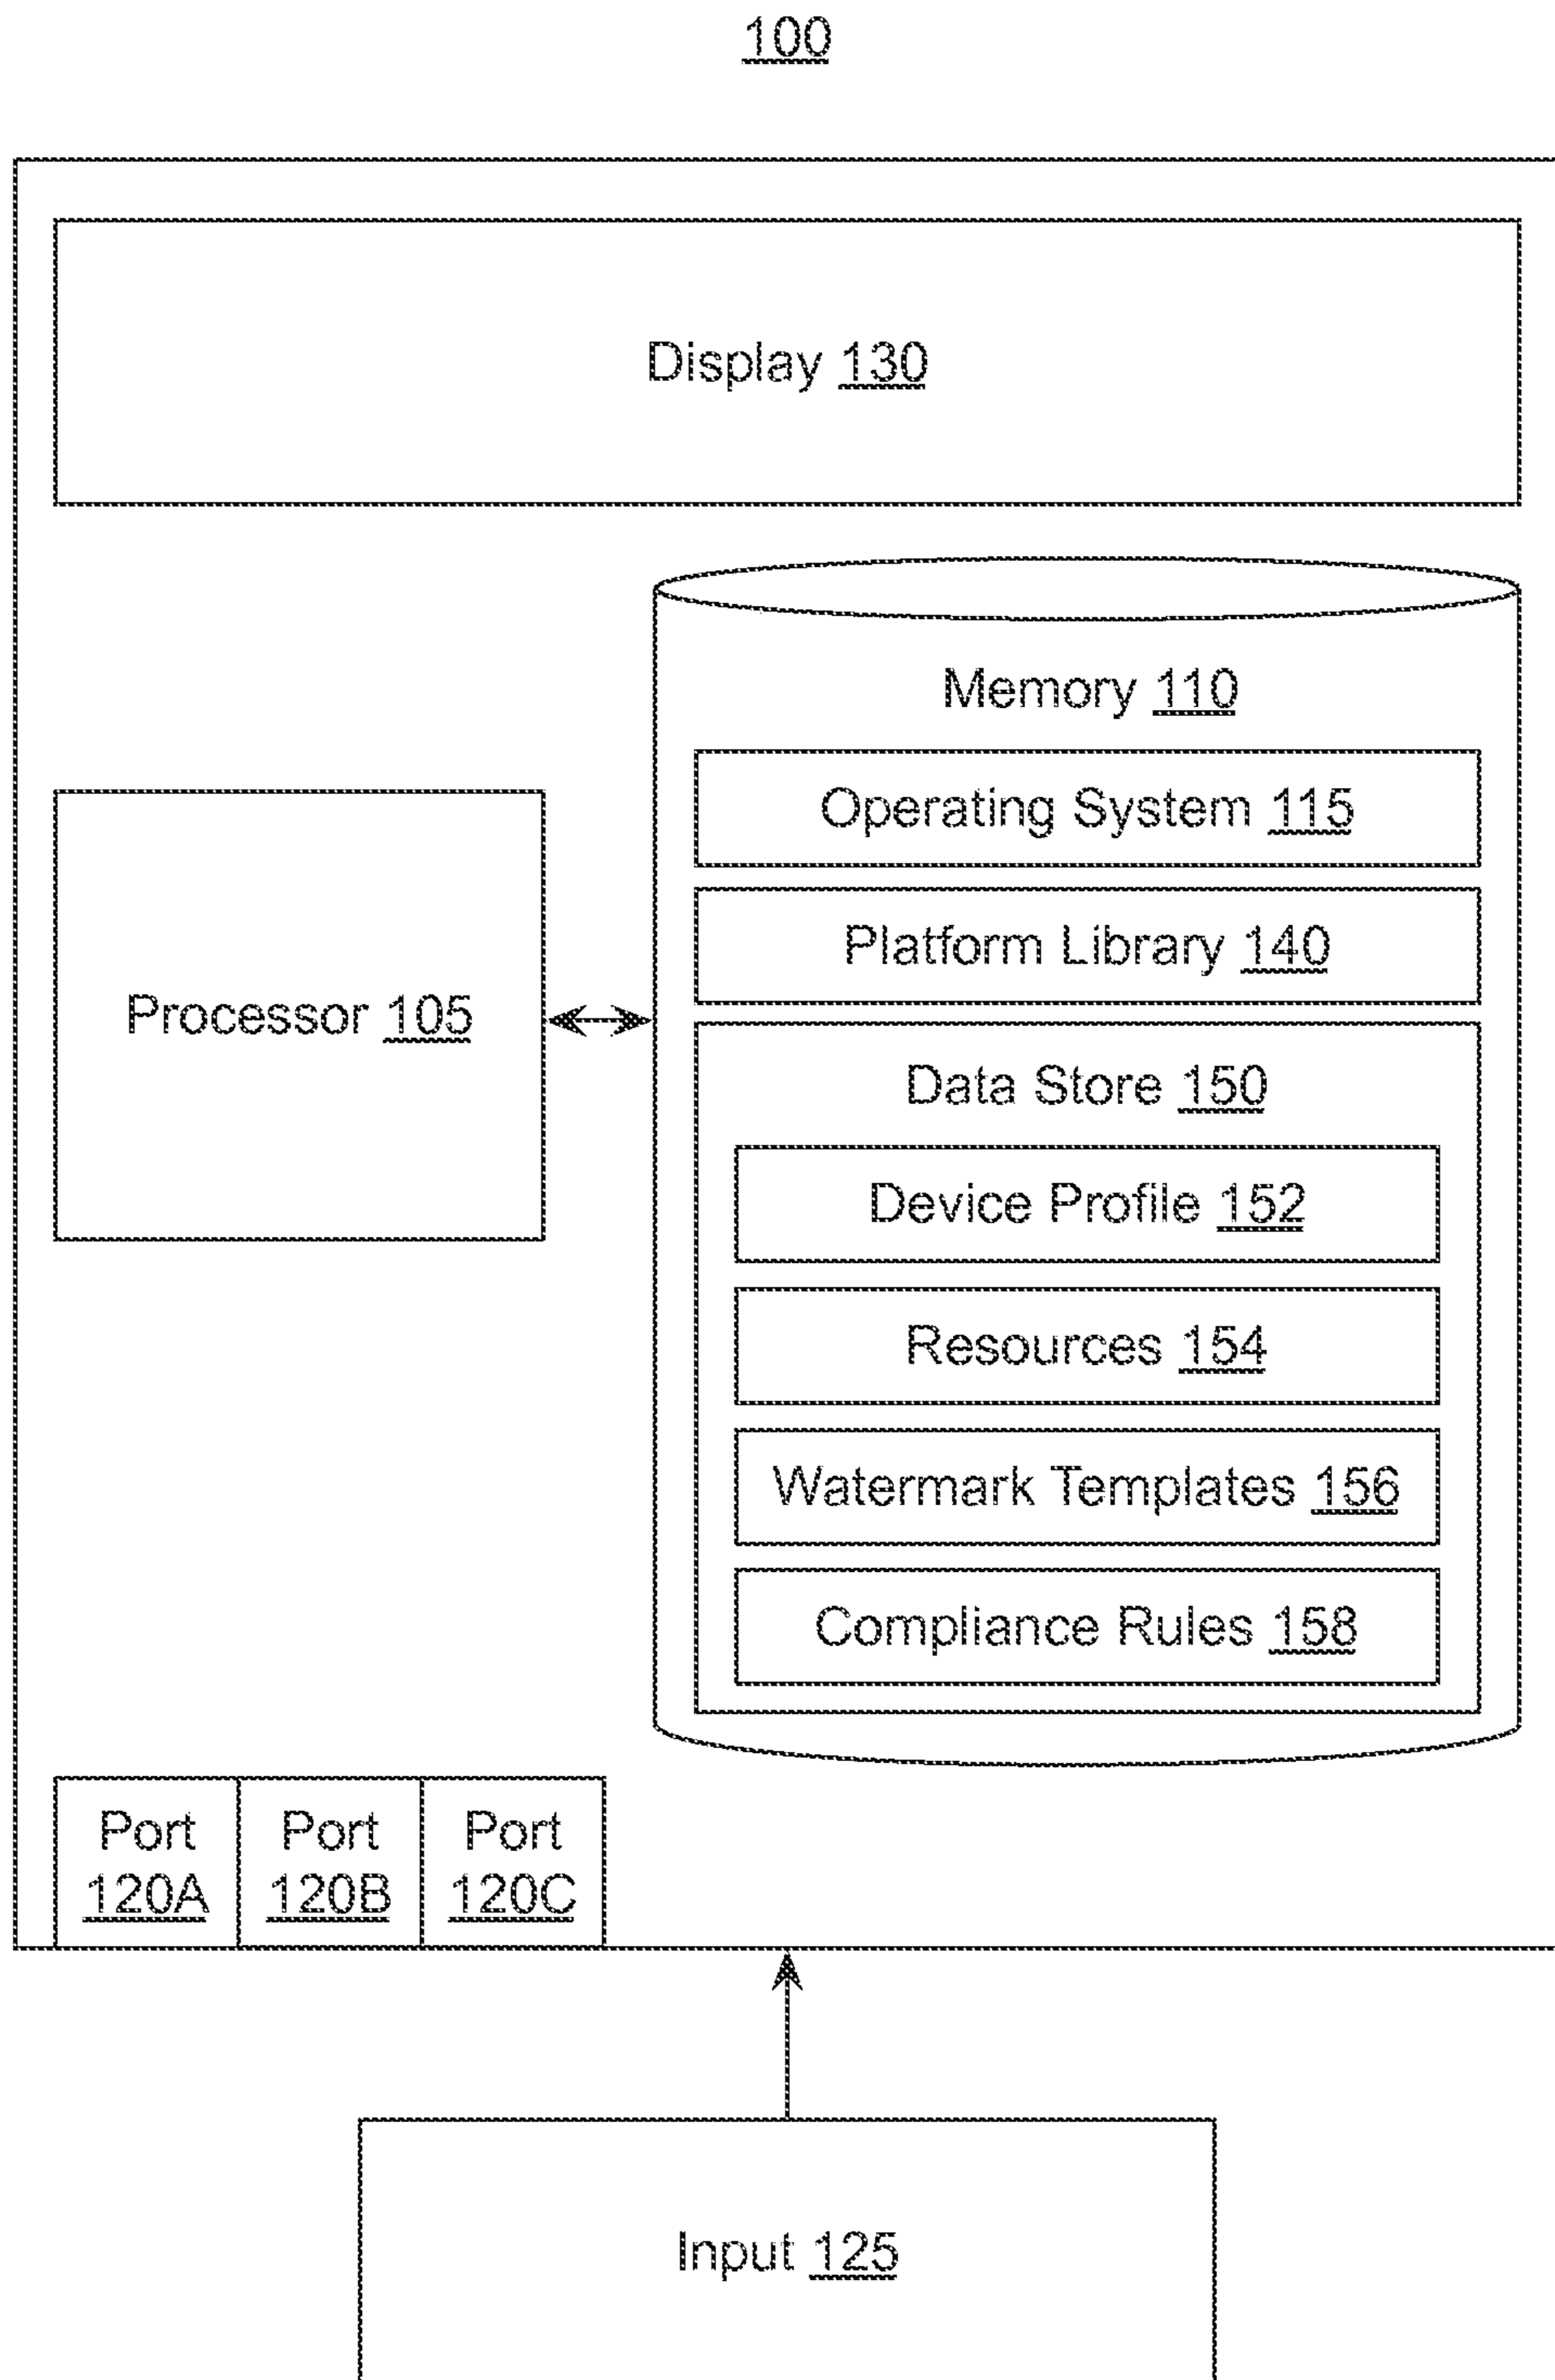 100
Display 130
Memory 110
Operating System 115
Platform Library 140
Processor 105
Data Store 150
Device Profile 152
Resources 154
Watermark Templates 156
Compliance Rules 158
Port 120A
Port 120B
Port 120C
Input 125